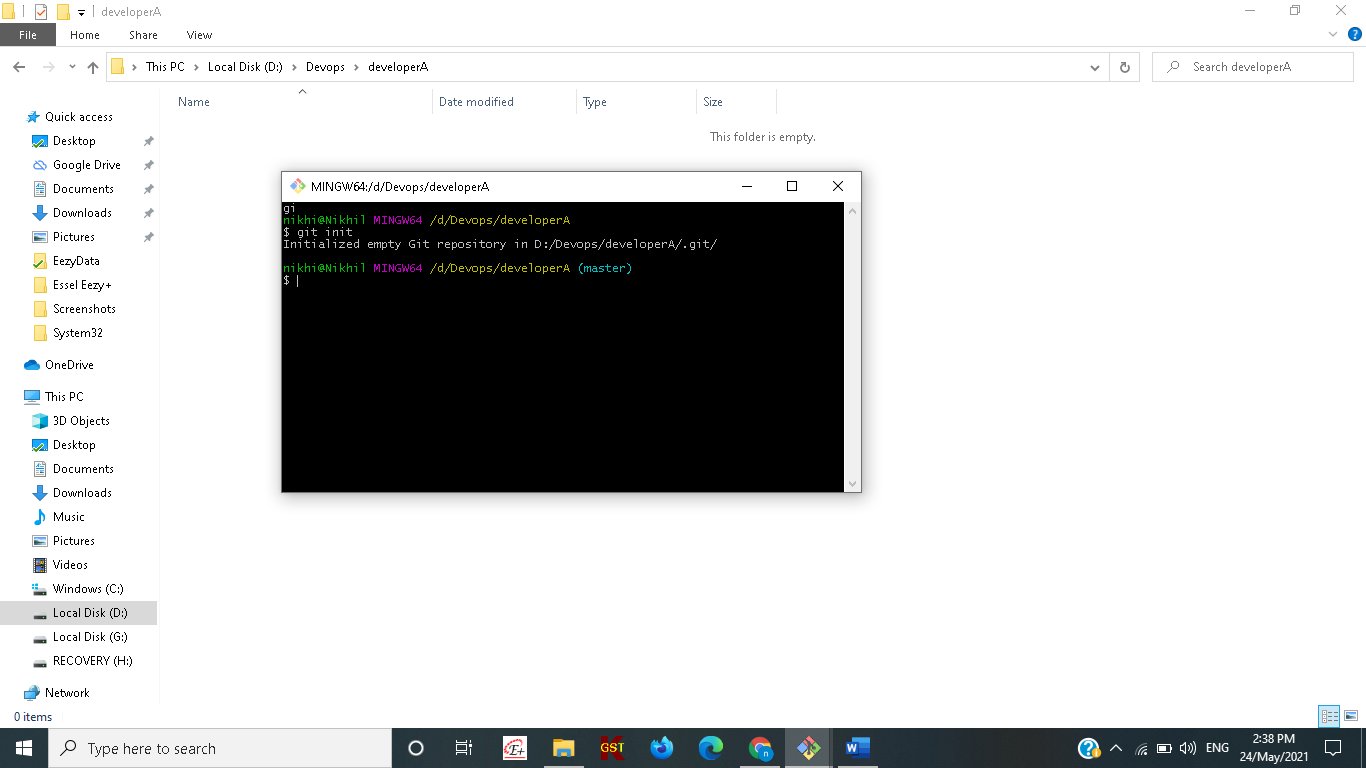 developerA
File Home Share View
This PC Local Disk (D:) Devops developerA
Search developerA
Name Date modified Type Size
This folder is empty.
Quick access
Desktop
Google Drive
Documents
Downloads
Pictures
EezyData
Essel Eezy+
Screenshots
System32
OneDrive
This PC
3D Objects
Desktop
Documents
Downloads
Music
Pictures
Videos
Windows (C:)
Local Disk (D:)
Local Disk (G:)
RECOVERY (H:)
Network
0 items
MINGW64:/d/Devops/developerA
gi
nikhi@Nikhil MINGW64 /d/Devops/developerA
$ git init
Initialized empty Git repository in D:/Devops/developerA/.git/
nikhi@Nikhil MINGW64 /d/Devops/developerA (master)
$
Type here to search
E+
GST
n
W
ENG
2:38 PM
24/May/2021